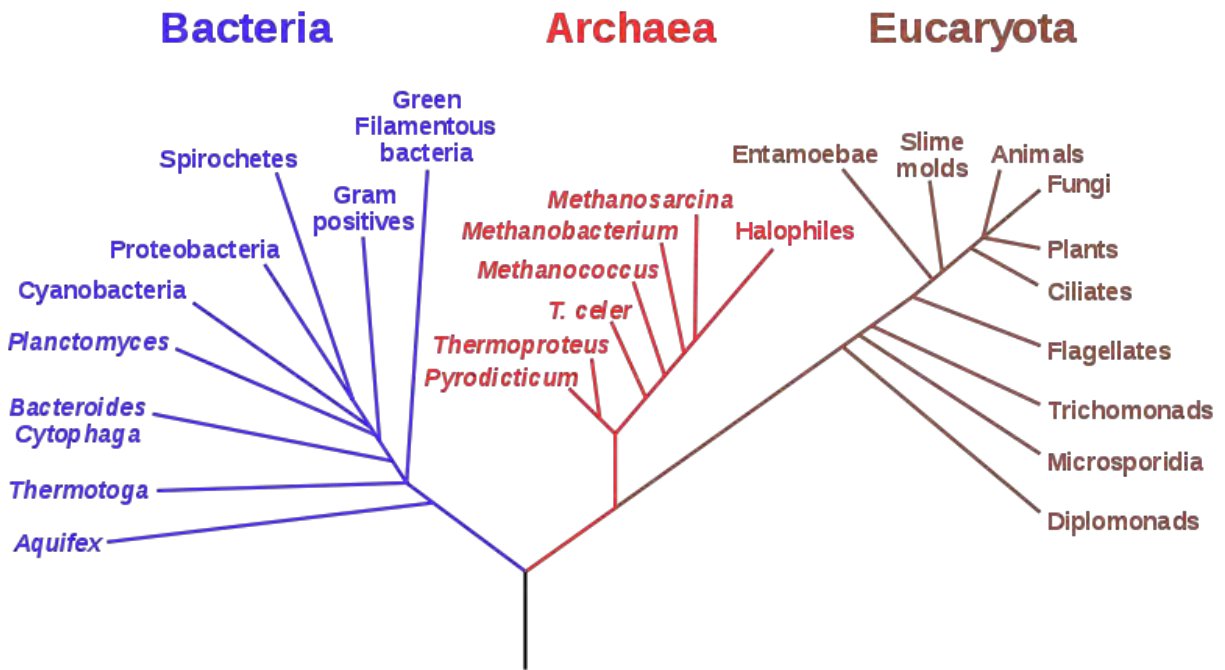 Bacteria
Archaea
Eucaryota
Green
Filamentous
bacteria
Spirochetes
Gram
positives
Proteobacteria
Cyanobacteria
Planctomyces
Bacteroides
Cytophaga
Thermotoga
Aquifex
Methanosarcina
Methanobacterium
Halophiles
Methanococcus
T. celer
Thermoproteus
Pyrodicticum
Entamoebae
Slime
molds
Animals
Fungi
Plants
Ciliates
Flagellates
Trichomonads
Microsporidia
Diplomonads